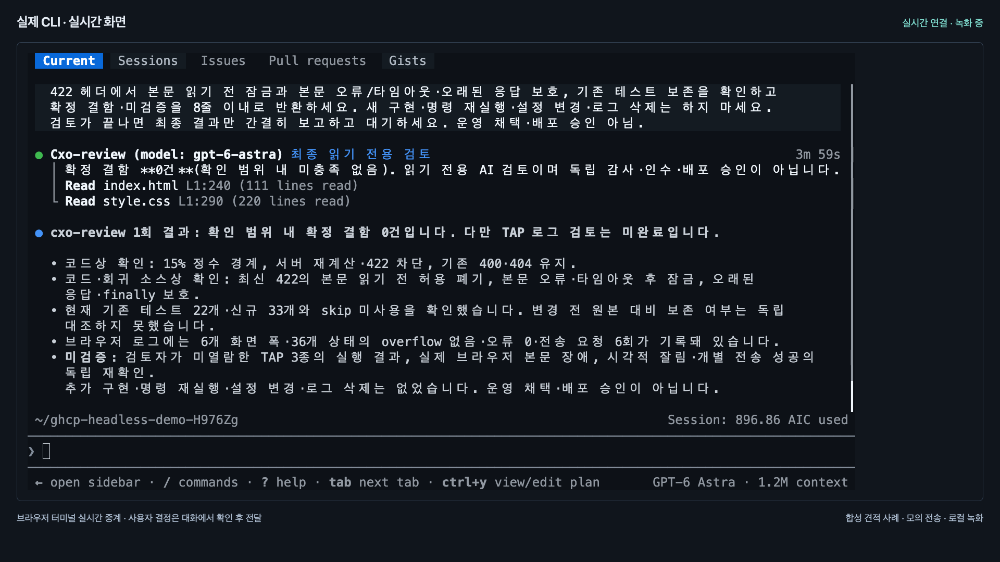 실제 CLI · 실시간 화면
실시간 연결 · 녹화 중
Current Sessions Issues Pull requests Gists
422 헤더에서 본문 읽기 전 잠금과 본문 오류/타임아웃·오래된 응답 보호, 기존 테스트 보존을 확인하고
확정 결함·미검증을 8줄 이내로 반환하세요. 새 구현·명령 재실행·설정 변경·로그 삭제는 하지 마세요.
검토가 끝나면 최종 결과만 간결히 보고하고 대기하세요. 운영 채택·배포 승인 아님.
● Cxo-review (model: gpt-6-astra) 최종 읽기 전용 검토 3m 59s
확정 결함 **0건**(확인 범위 내 미충족 없음). 읽기 전용 AI 검토이며 독립 감사·인수·배포 승인이 아닙니다.
Read index.html L1:240 (111 lines read)
Read style.css L1:290 (220 lines read)
● cxo-review 1회 결과: 확인 범위 내 확정 결함 0건입니다. 다만 TAP 로그 검토는 미완료입니다.
• 코드상 확인: 15% 정수 경계, 서버 재계산·422 차단, 기존 400·404 유지.
• 코드·회귀 소스상 확인: 최신 422의 본문 읽기 전 허용 폐기, 본문 오류·타임아웃 후 잠금, 오래된
응답·finally 보호.
• 현재 기존 테스트 22개·신규 33개와 skip 미사용을 확인했습니다. 변경 전 원본 대비 보존 여부는 독립
대조하지 못했습니다.
• 브라우저 로그에는 6개 화면 폭·36개 상태의 overflow 없음·오류 0·전송 요청 6회가 기록돼 있습니다.
• 미검증: 검토자가 미열람한 TAP 3종의 실행 결과, 실제 브라우저 본문 장애, 시각적 잘림·개별 전송 성공의
독립 재확인.
추가 구현·명령 재실행·설정 변경·로그 삭제는 없었습니다. 운영 채택·배포 승인이 아닙니다.
~/ghcp-headless-demo-H976Zg Session: 896.86 AIC used
❯
← open sidebar · / commands · ? help · tab next tab · ctrl+y view/edit plan GPT-6 Astra · 1.2M context
브라우저 터미널 실시간 중계 · 사용자 결정은 대화에서 확인 후 전달
합성 견적 사례 · 모의 전송 · 로컬 녹화